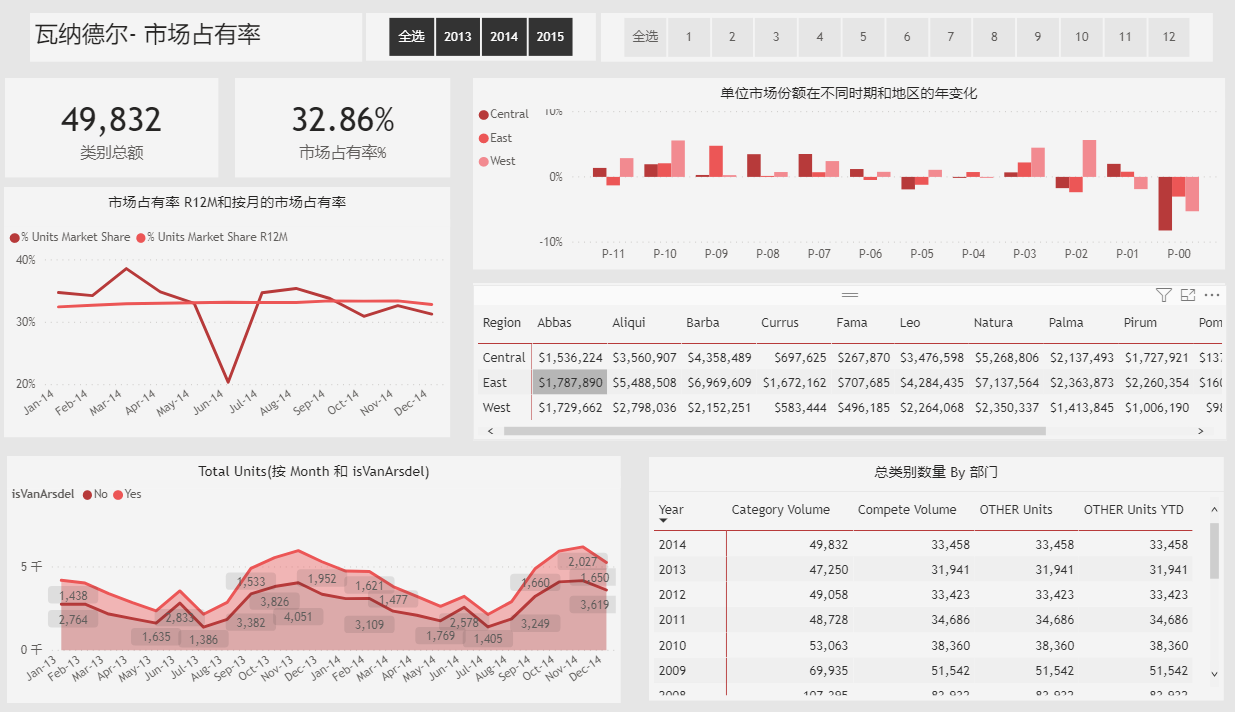 瓦纳德尔- 市场占有率
全选 2013 2014 2015
全选 1 2 3 4 5 6 7 8 9 10 11 12
49,832
类别总额
32.86%
市场占有率%
单位市场份额在不同时期和地区的年变化
Central
East
West
10%
0%
-10%
P-11 P-10 P-09 P-08 P-07 P-06 P-05 P-04 P-03 P-02 P-01 P-00
市场占有率 R12M和按月的市场占有率
% Units Market Share % Units Market Share R12M
40%
30%
20%
Jan-14 Feb-14 Mar-14 Apr-14 May-14 Jun-14 Jul-14 Aug-14 Sep-14 Oct-14 Nov-14 Dec-14
Region Abbas Aliqui Barba Currus Fama Leo Natura Palma Pirum Pom
Central $1,536,224 $3,560,907 $4,358,489 $697,625 $267,870 $3,476,598 $5,268,806 $2,137,493 $1,727,921 $137
East $1,787,890 $5,488,508 $6,969,609 $1,672,162 $707,685 $4,284,435 $7,137,564 $2,363,873 $2,260,354 $160
West $1,729,662 $2,798,036 $2,152,251 $583,444 $496,185 $2,264,068 $2,350,337 $1,413,845 $1,006,190 $98
Total Units(按 Month 和 isVanArsdel)
isVanArsdel No Yes
5 千
0 千
1,438
2,764
1,635
2,833
1,386
1,533
3,382
3,826
4,051
1,952
1,621
3,109
1,477
1,769
2,578
1,405
1,660
3,249
2,027
1,650
3,619
Jan-13 Feb-13 Mar-13 Apr-13 May-13 Jun-13 Jul-13 Aug-13 Sep-13 Oct-13 Nov-13 Dec-13 Jan-14 Feb-14 Mar-14 Apr-14 May-14 Jun-14 Jul-14 Aug-14 Sep-14 Oct-14 Nov-14 Dec-14
总类别数量 By 部门
Year Category Volume Compete Volume OTHER Units OTHER Units YTD
2014 49,832 33,458 33,458 33,458
2013 47,250 31,941 31,941 31,941
2012 49,058 33,423 33,423 33,423
2011 48,728 34,686 34,686 34,686
2010 53,063 38,360 38,360 38,360
2009 69,935 51,542 51,542 51,542